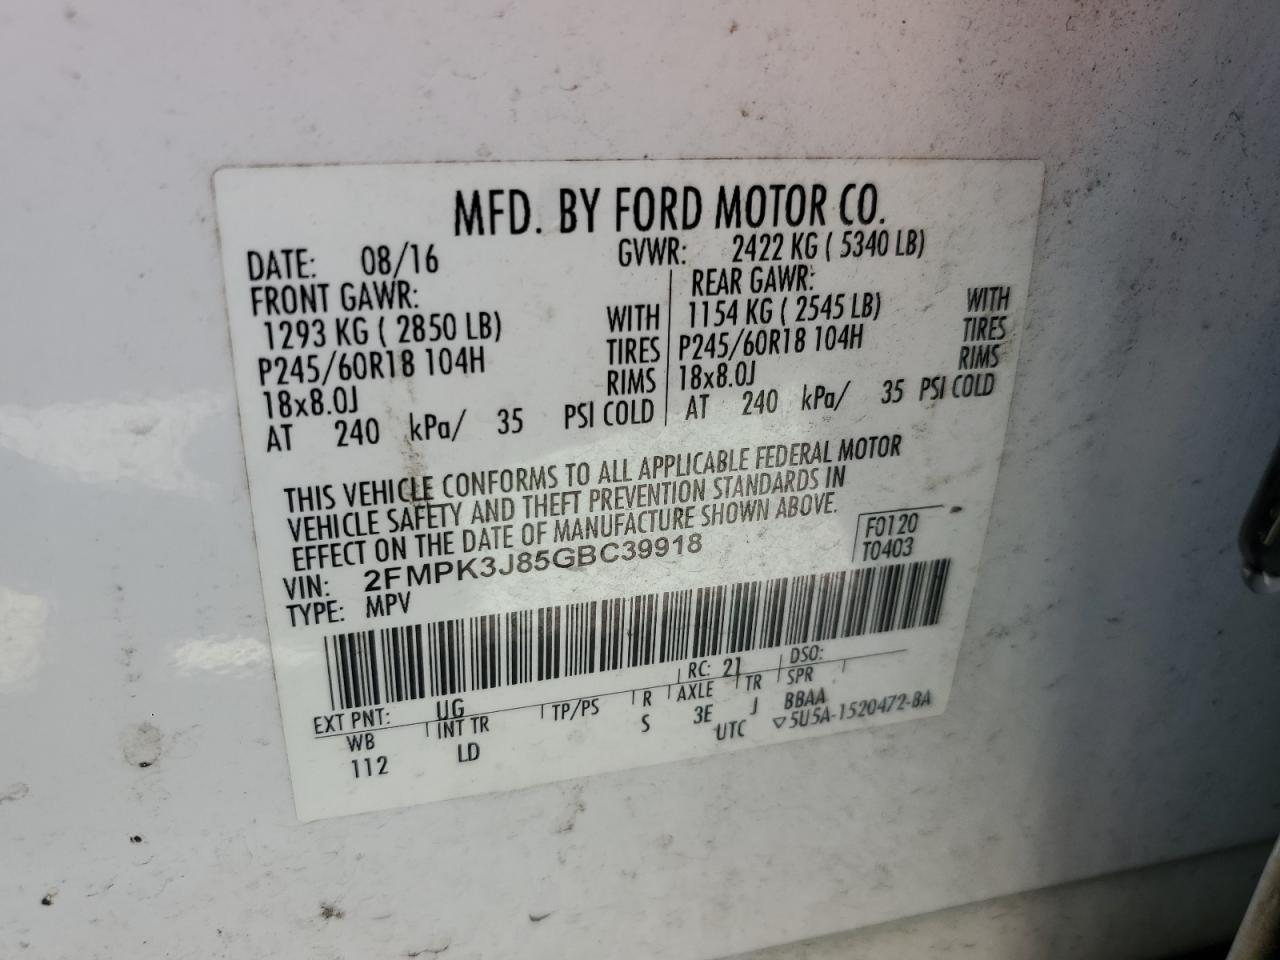 MFD. BY FORD MOTOR CO.
DATE: 08/16 GVWR: 2422 KG ( 5340 LB)
FRONT GAWR: REAR GAWR:
1293 KG ( 2850 LB) WITH 1154 KG ( 2545 LB) WITH
P245/60R18 104H TIRES P245/60R18 104H TIRES
18x8.0J RIMS 18x8.0J RIMS
AT 240 kPa/ 35 PSI COLD AT 240 kPa/ 35 PSI COLD
THIS VEHICLE CONFORMS TO ALL APPLICABLE FEDERAL MOTOR
VEHICLE SAFETY AND THEFT PREVENTION STANDARDS IN
EFFECT ON THE DATE OF MANUFACTURE SHOWN ABOVE.
VIN: 2FMPK3J85GBC39918 F0120
TYPE: MPV T0403
EXT PNT: UG RC: 21 DSO:
WB INT TR TP/PS R AXLE TR SPR
112 LD S 3E J BBAA
UTC ▽5U5A-1520472-BA